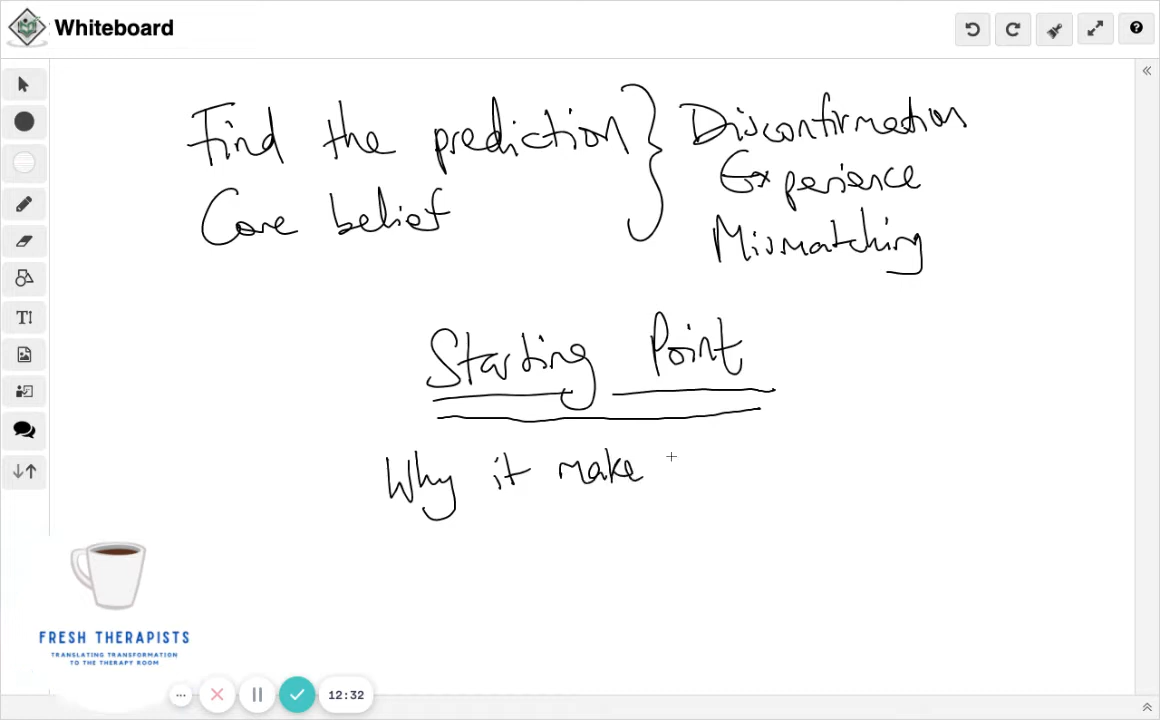 Whiteboard
Find the prediction } Disconfirmation
Core belief
Experience
Mismatching
Starting Point
Why it make
FRESH THERAPISTS
TRANSLATING TRANSFORMATION
TO THE THERAPY ROOM
12:32